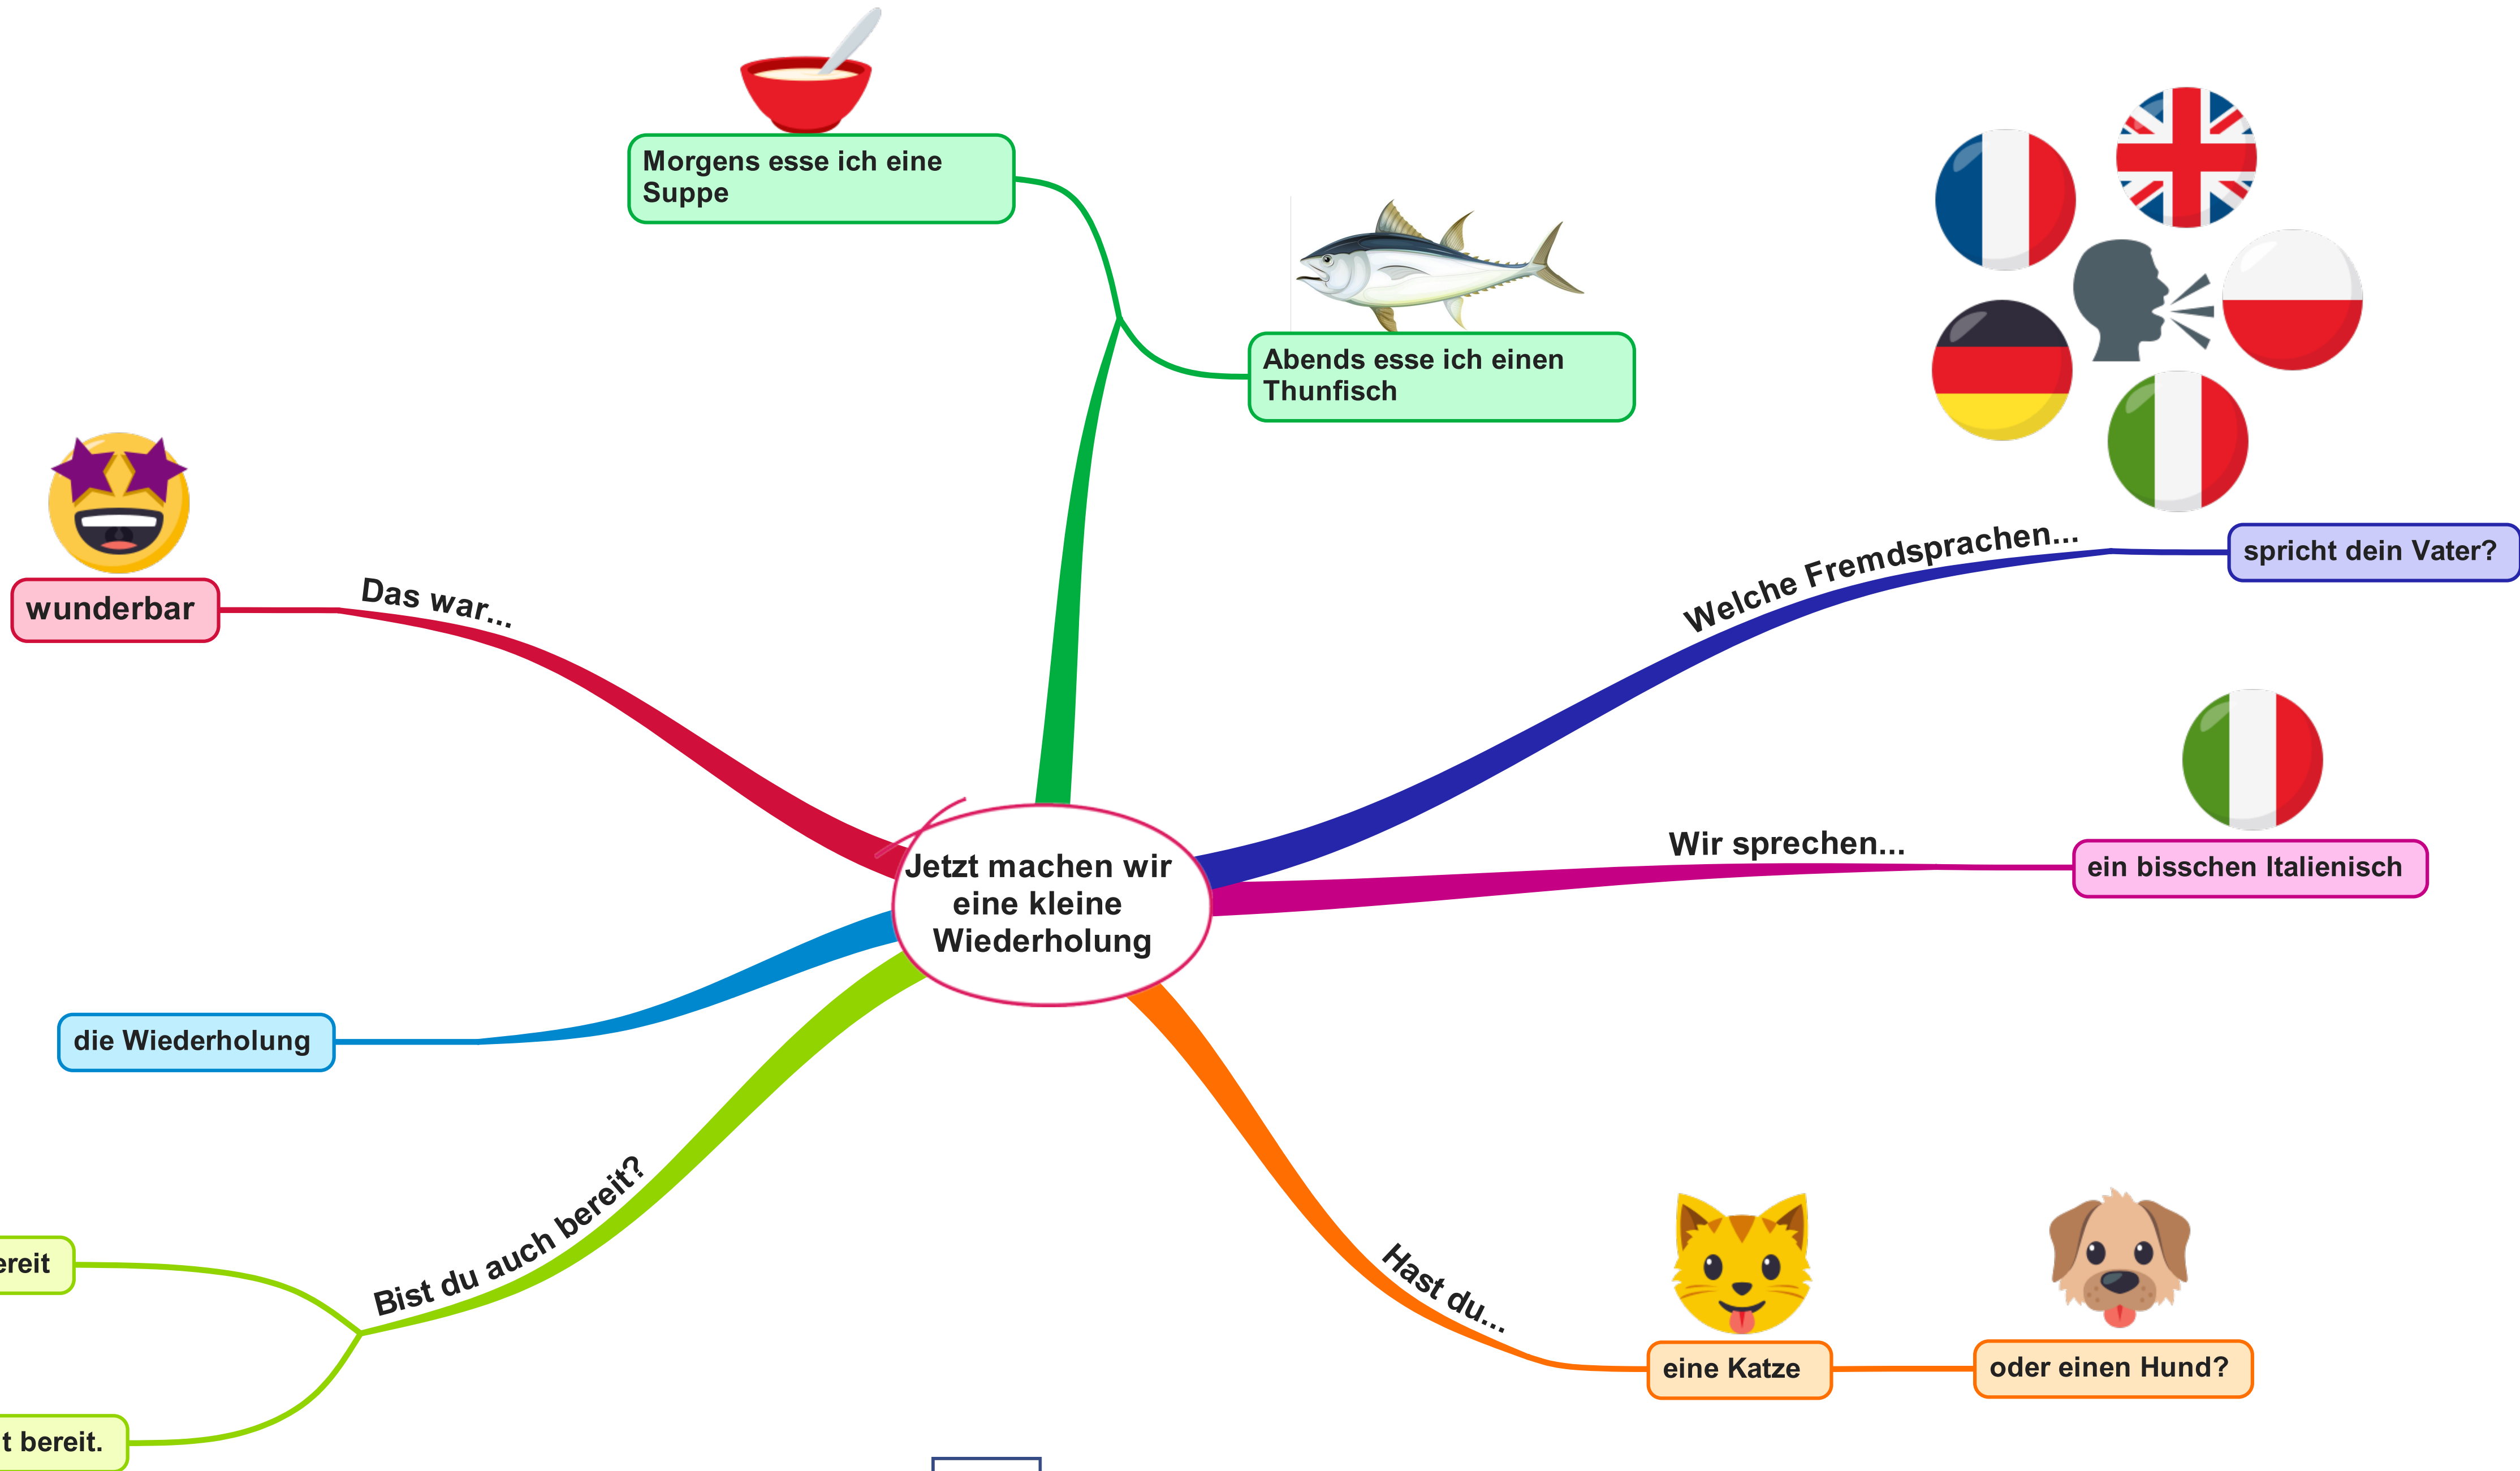 Morgens esse ich eine
Suppe
Abends esse ich einen
Thunfisch
Welche Fremdsprachen...
spricht dein Vater?
Das war...
wunderbar
Wir sprechen...
ein bisschen Italienisch
Jetzt machen wir
eine kleine
Wiederholung
die Wiederholung
Bist du auch bereit?
ereit
t bereit.
Hast du...
eine Katze
oder einen Hund?